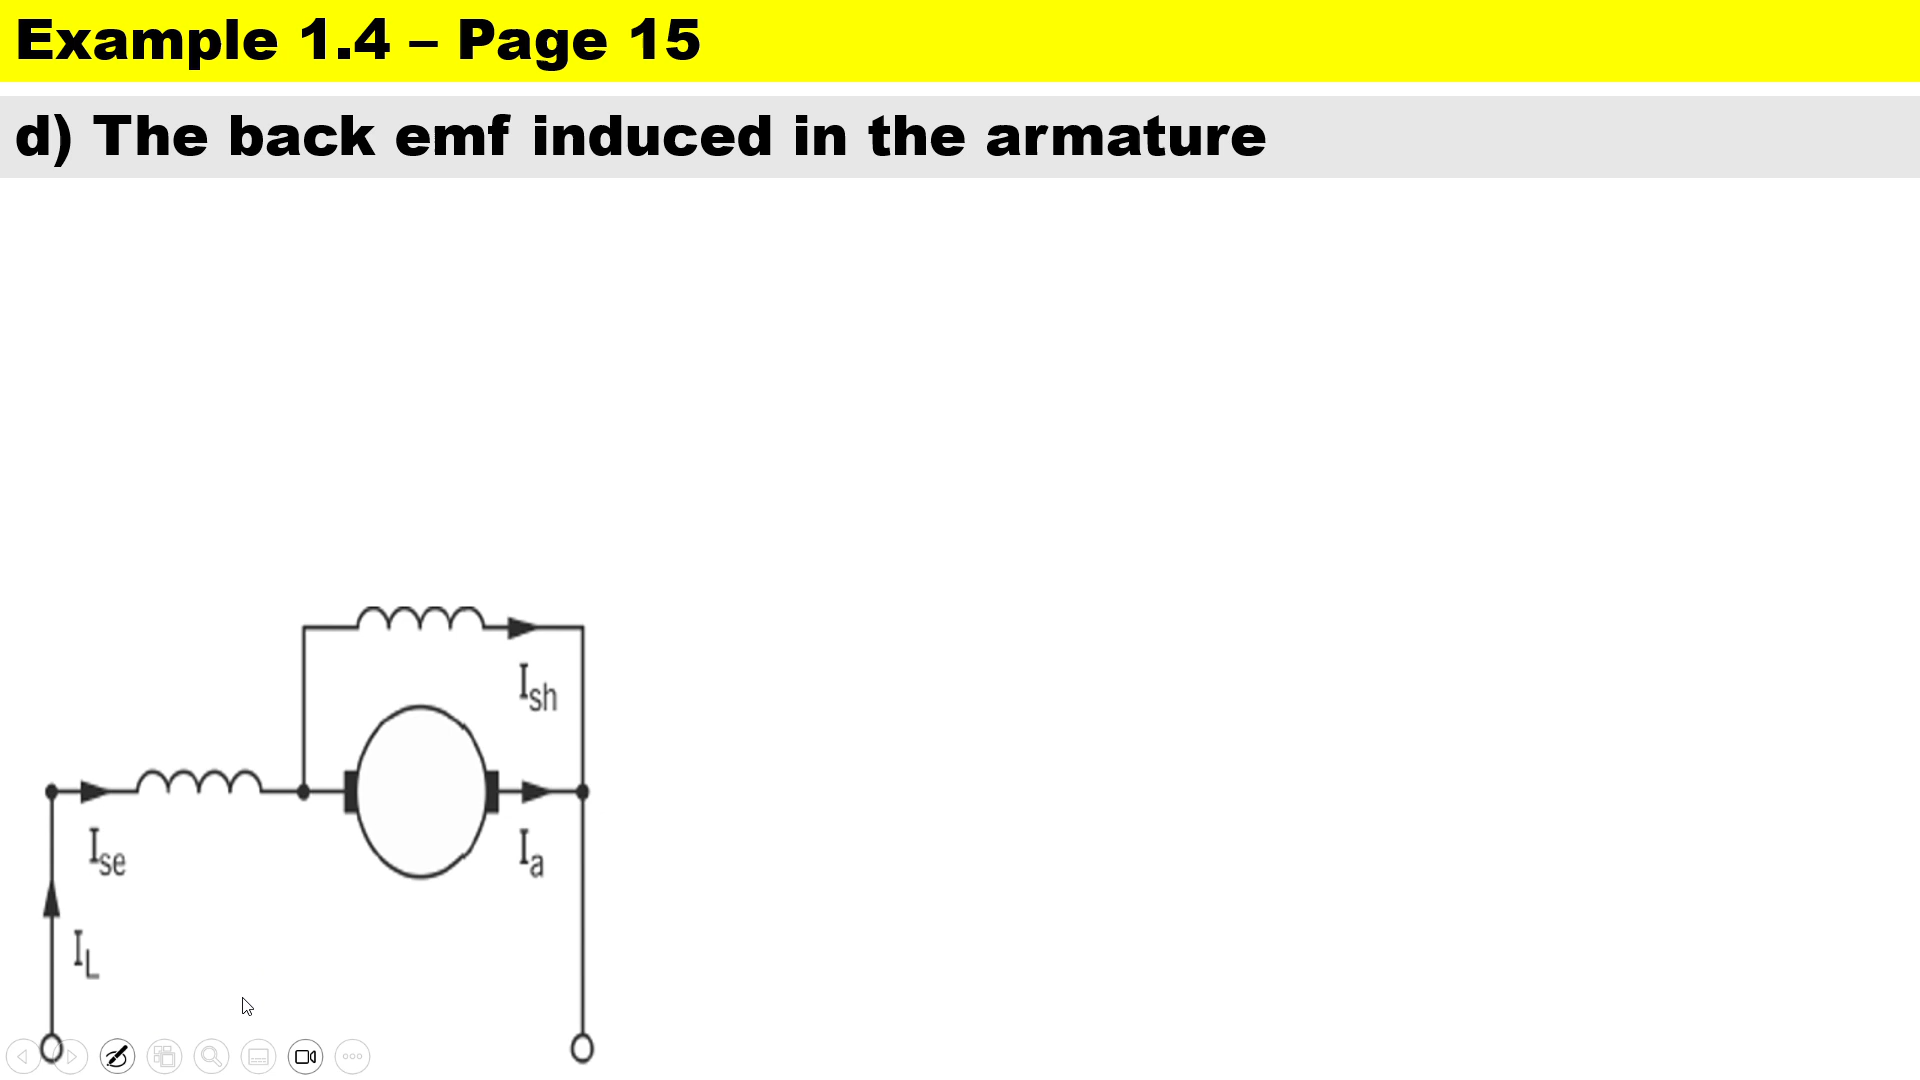 Example 1.4 – Page 15
d) The back emf induced in the armature
Ish
Ise
Ia
IL